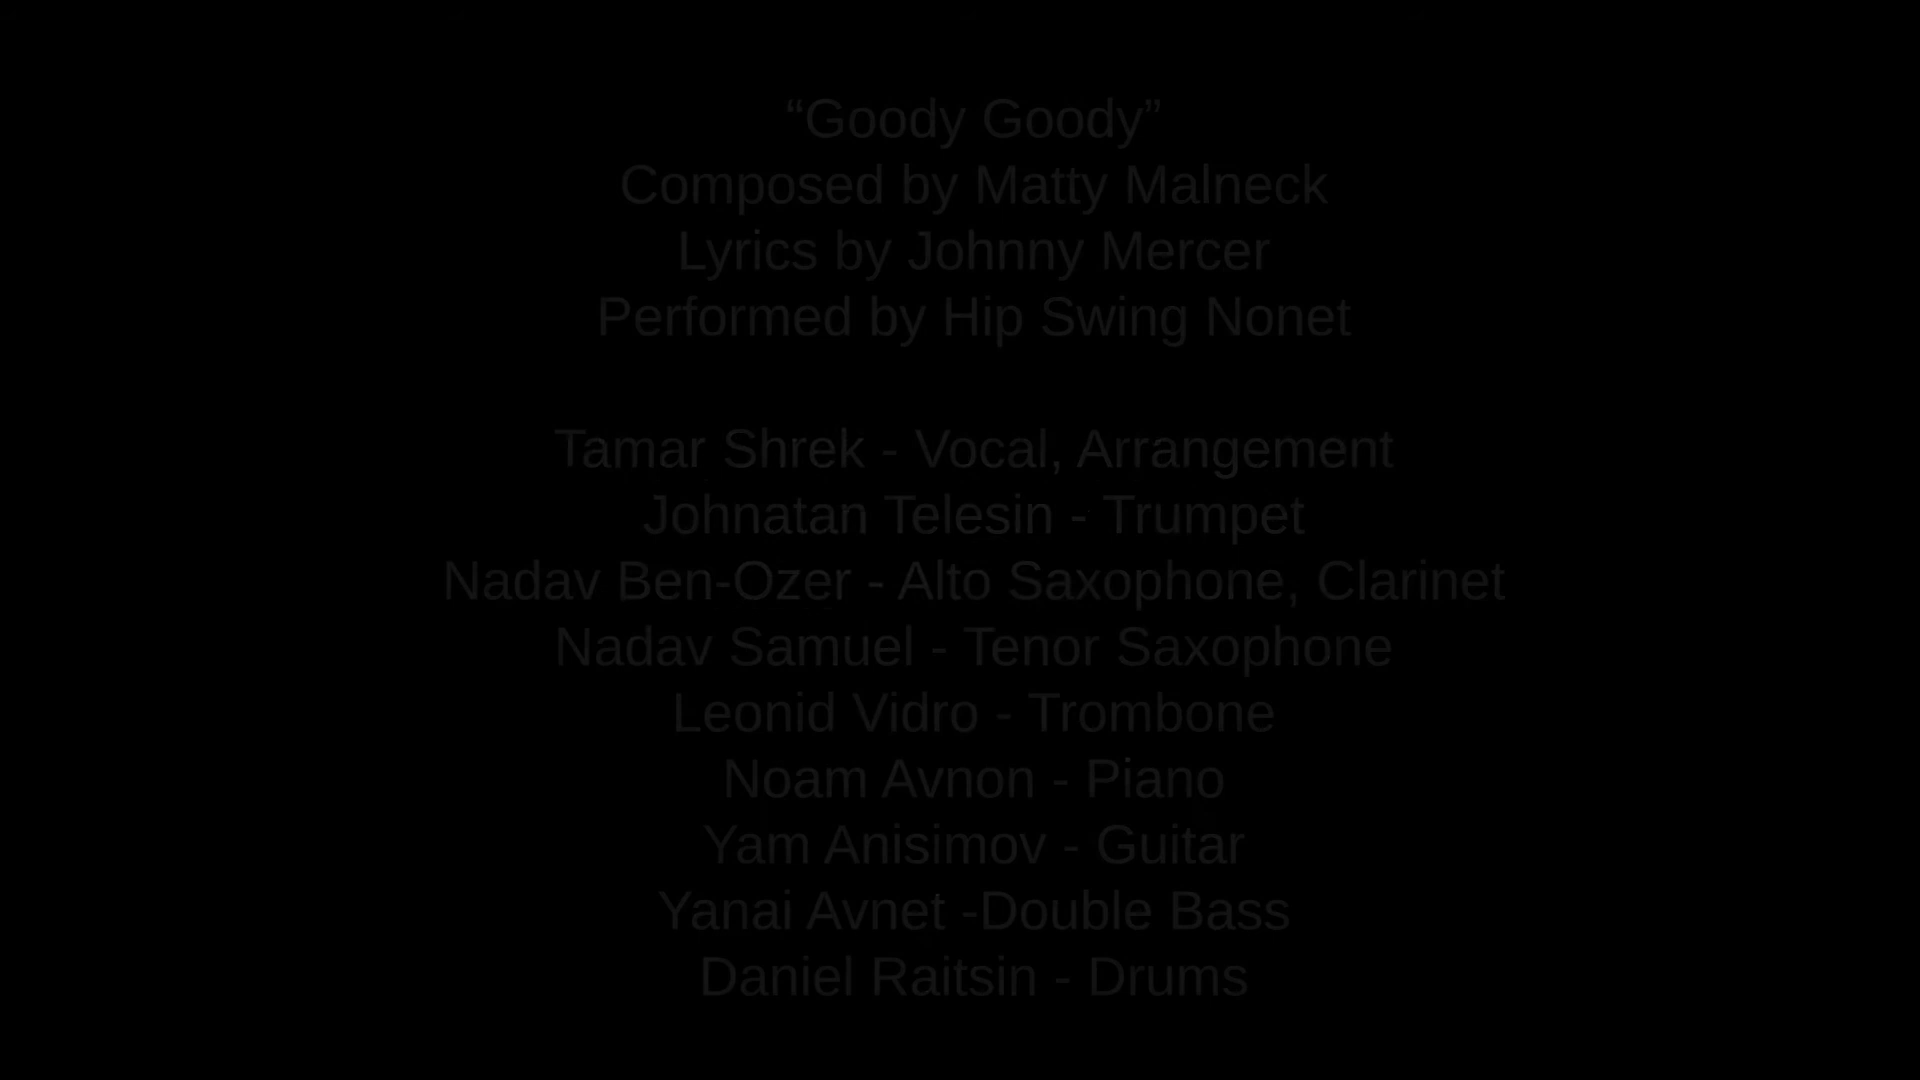 “Goody Goody”
Composed by Matty Malneck
Lyrics by Johnny Mercer
Performed by Hip Swing Nonet
Tamar Shrek - Vocal, Arrangement
Johnatan Telesin - Trumpet
Nadav Ben-Ozer - Alto Saxophone, Clarinet
Nadav Samuel - Tenor Saxophone
Leonid Vidro - Trombone
Noam Avnon - Piano
Yam Anisimov - Guitar
Yanai Avnet -Double Bass
Daniel Raitsin - Drums